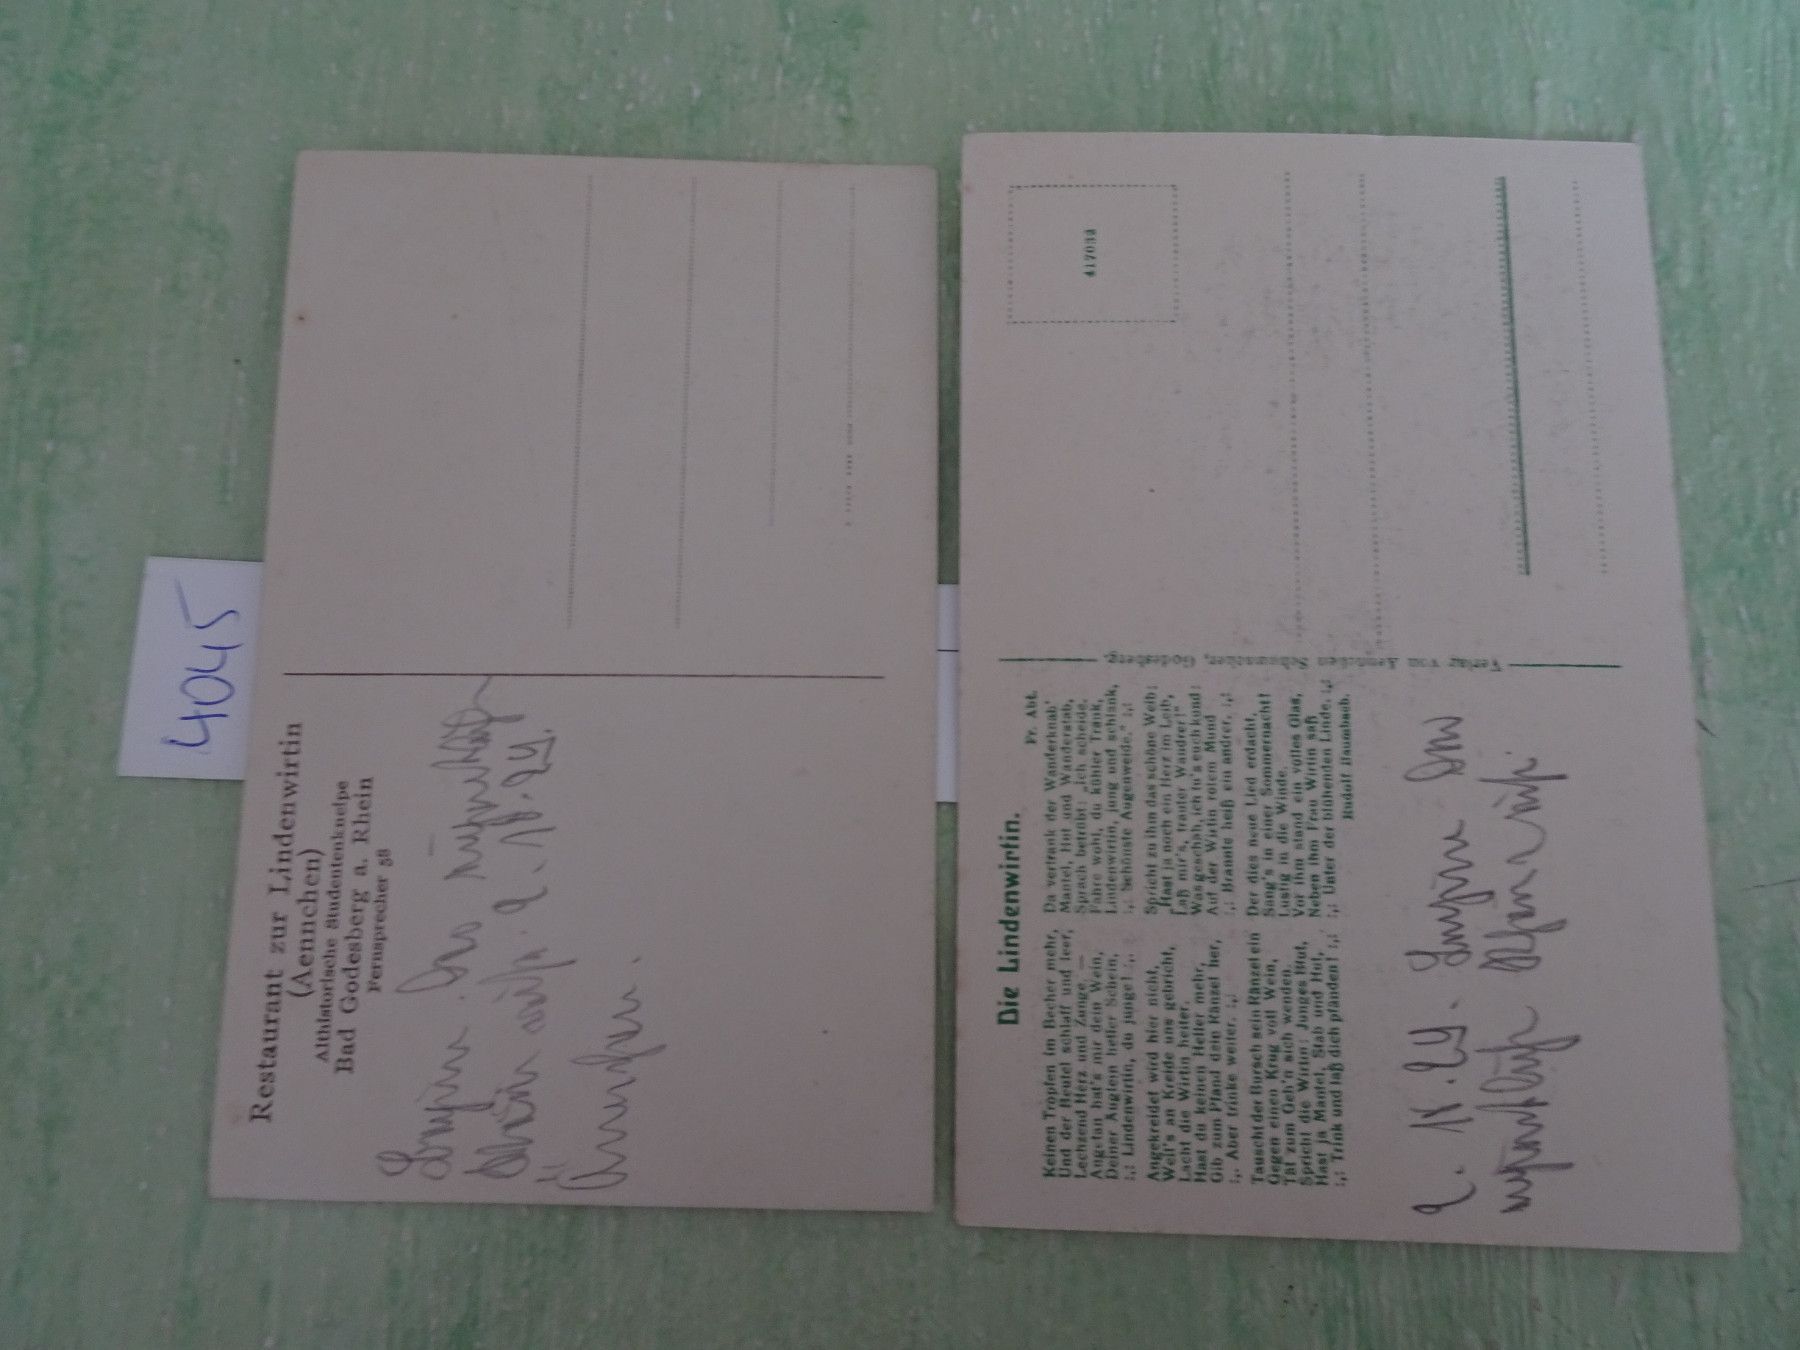 4045
Restaurant zur Lindenwirtin
(Aennchen)
Althistorische Studentenkneipe
Bad Godesberg a. Rhein
Fernsprecher 58
Die Lindenwirtin.
Fr. Abt.
Keinen Tropfen im Becher mehr,
Und der Beutel schlaff und leer,
Lechzend Herz und Zunge. —
Angetan hat's mir dein Wein,
Deiner Äuglein heller Schein,
:,: Lindenwirtin, du junge! :,:
Angekreidet wird hier nicht,
Weil's an Kreide uns gebricht,
Lacht die Wirtin heiter.
Hast du keinen Heller mehr,
Gib zum Pfand dein Ränzel her,
:,: Aber trinke weiter. :,:
Tauscht der Bursch sein Ränzel ein
Gegen einen Krug voll Wein,
Tät zum Geh'n sich wenden.
Spricht die Wirtin: Junges Blut,
Hast ja Mantel, Stab und Hut,
:,: Trink und laß dich pfänden! :,:
Da vertrank der Wanderknab'
Mantel, Hut und Wanderstab,
Sprach betrübt: „ich scheide.
Fahre wohl, du kühler Trank,
Lindenwirtin, jung und schlank,
:,: Schönste Augenweide.“ :,:
Spricht zu ihm das schöne Weib:
„Hast ja noch ein Herz im Leib,
Laß mir's, trauter Wandrer!“
Was geschah, ich tu's euch kund:
Auf der Wirtin rotem Mund
:,: Brannte heiß ein andrer. :,:
Der dies neue Lied erdacht,
Sang's in einer Sommernacht
Lustig in die Winde.
Vor ihm stand ein volles Glas,
Neben ihm Frau Wirtin saß
:,: Unter der blühenden Linde. :,:
Rudolf Baumbach.
Verlag von Aennchen Schumacher, Godesberg.
417033